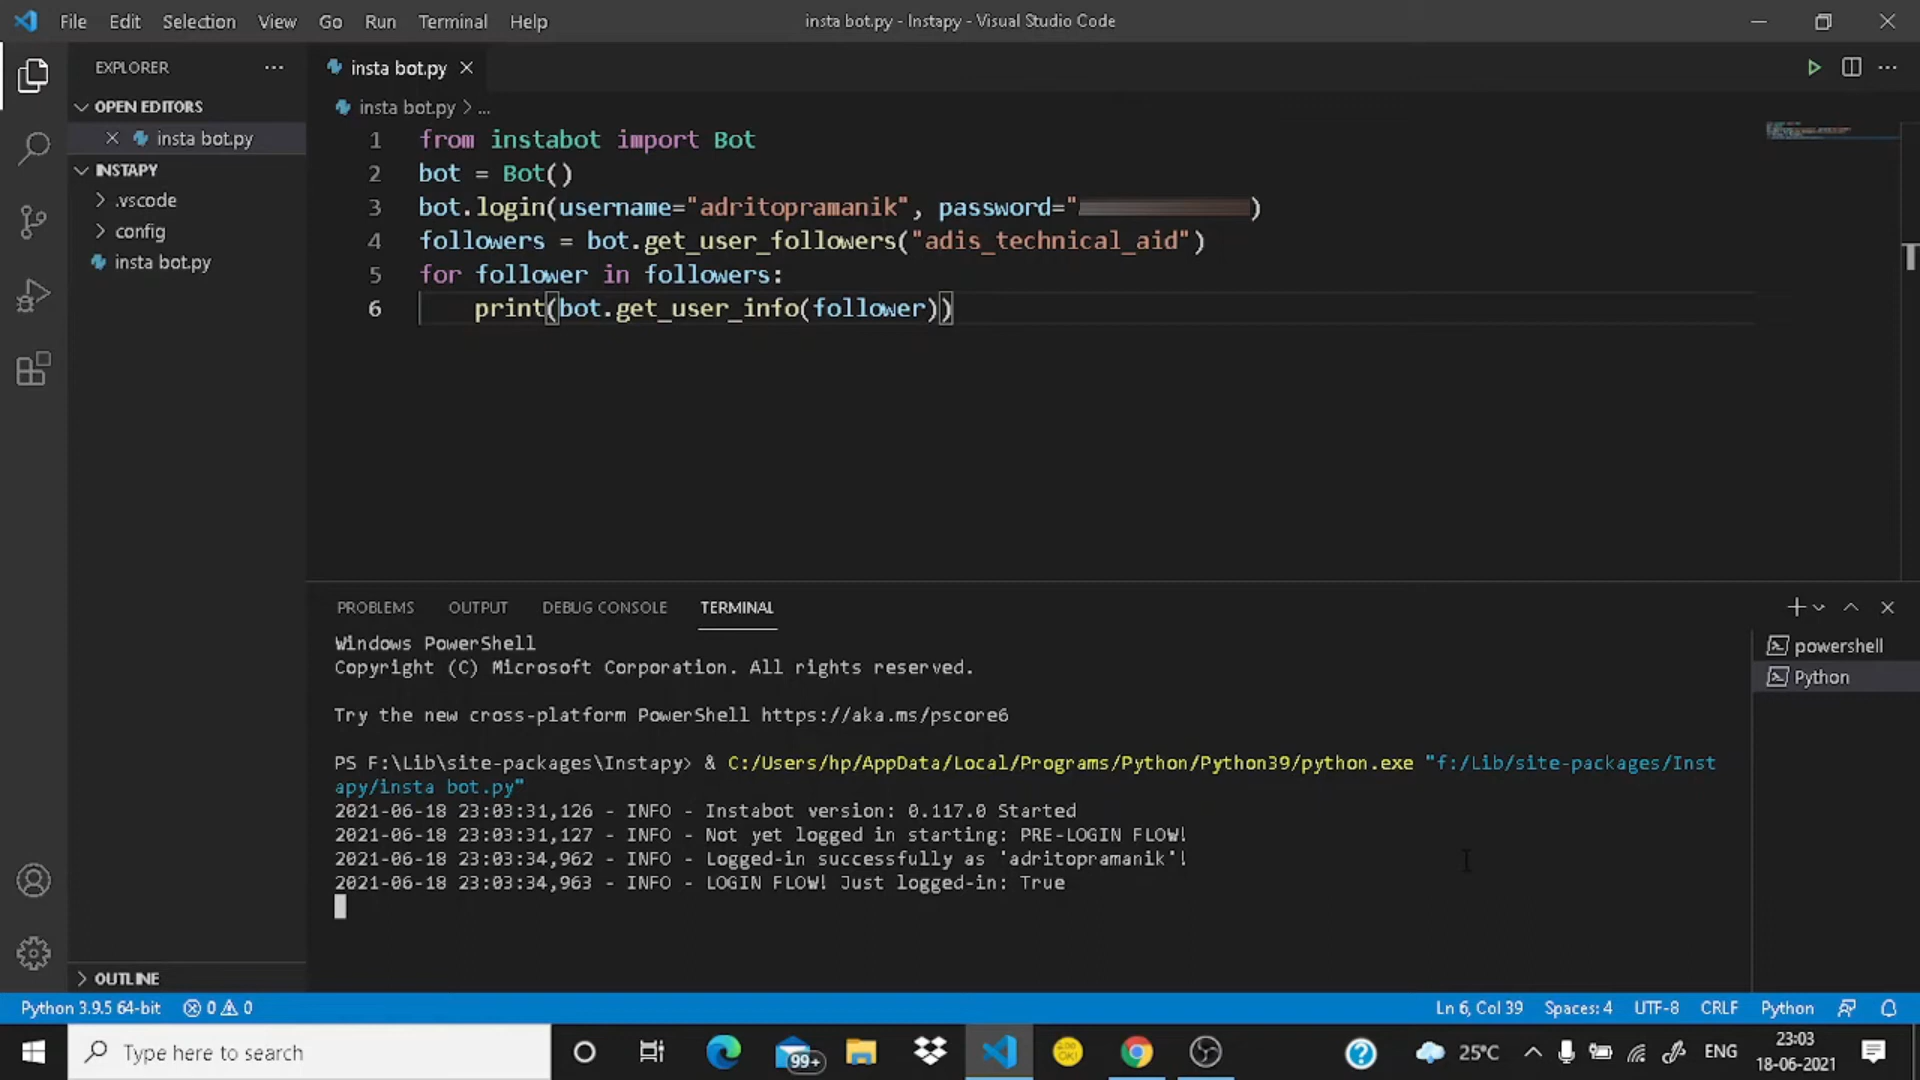 File Edit Selection View Go Run Terminal Help
insta bot.py - Instapy - Visual Studio Code
EXPLORER
OPEN EDITORS
insta bot.py
INSTAPY
.vscode
config
insta bot.py
OUTLINE
insta bot.py
insta bot.py > ...
1 from instabot import Bot
2 bot = Bot()
3 bot.login(username="adritopramanik", password=" )
4 followers = bot.get_user_followers("adis_technical_aid")
5 for follower in followers:
6 print(bot.get_user_info(follower))
PROBLEMS OUTPUT DEBUG CONSOLE TERMINAL
powershell
Python
Windows PowerShell
Copyright (C) Microsoft Corporation. All rights reserved.
Try the new cross-platform PowerShell https://aka.ms/pscore6
PS F:\Lib\site-packages\Instapy> & C:/Users/hp/AppData/Local/Programs/Python/Python39/python.exe "f:/Lib/site-packages/Inst
apy/insta bot.py"
2021-06-18 23:03:31,126 - INFO - Instabot version: 0.117.0 Started
2021-06-18 23:03:31,127 - INFO - Not yet logged in starting: PRE-LOGIN FLOW!
2021-06-18 23:03:34,962 - INFO - Logged-in successfully as 'adritopramanik'!
2021-06-18 23:03:34,963 - INFO - LOGIN FLOW! Just logged-in: True
Python 3.9.5 64-bit 0 0 Ln 6, Col 39 Spaces: 4 UTF-8 CRLF Python
Type here to search
99+
25°C ENG
23:03
18-06-2021